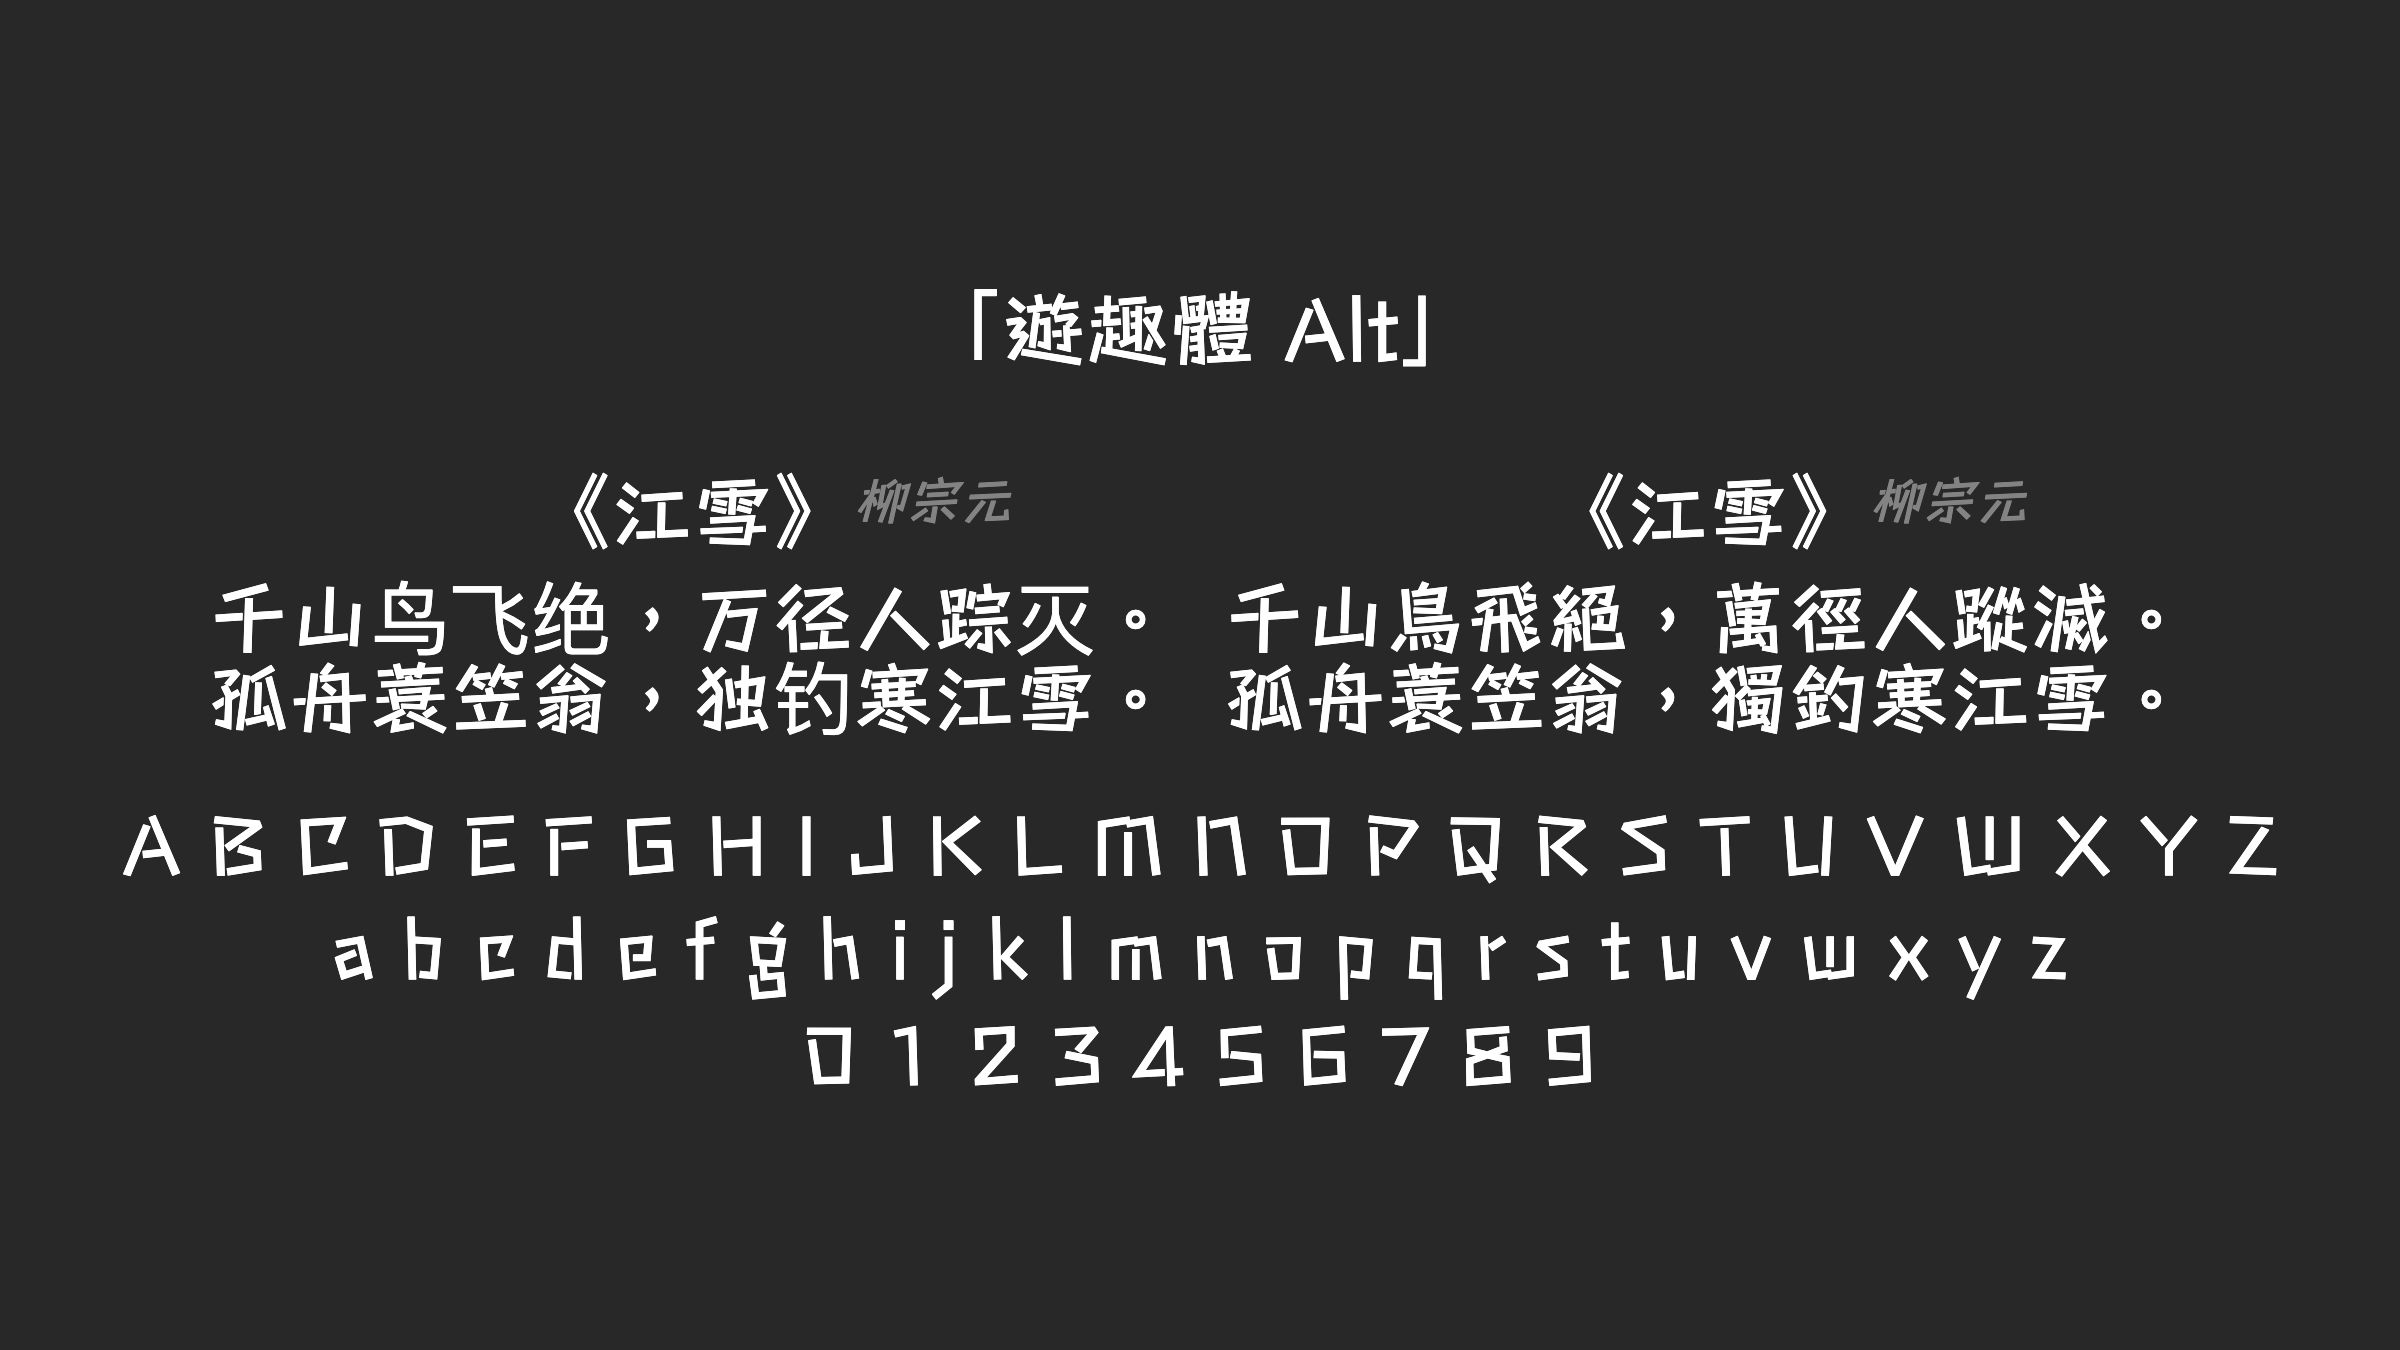 「遊趣體 Alt」
《江雪》 柳宗元
千山鸟飞绝，万径人踪灭。
孤舟蓑笠翁，独钓寒江雪。
《江雪》 柳宗元
千山鳥飛絕，萬徑人蹤滅。
孤舟蓑笠翁，獨釣寒江雪。
A B C D E F G H I J K L M N O P Q R S T U V W X Y Z
a b c d e f g h i j k l m n o p q r s t u v w x y z
0 1 2 3 4 5 6 7 8 9